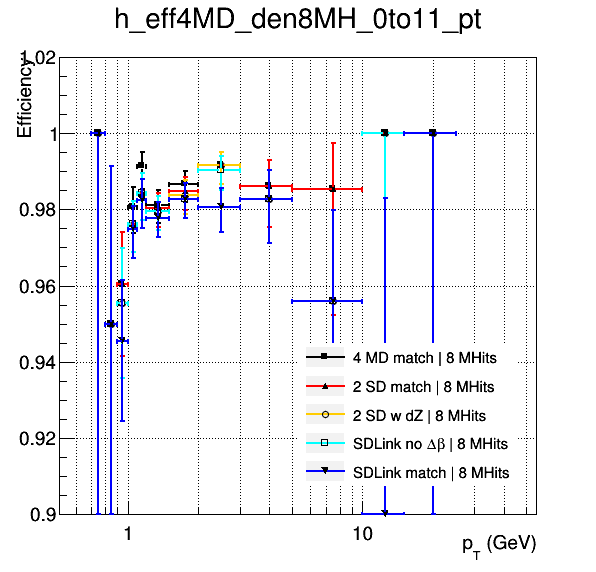 h_eff4MD_den8MH_0to11_pt
Efficiency
1.02
1
0.98
0.96
0.94
0.92
0.9
4 MD match | 8 MHits
2 SD match | 8 MHits
2 SD w dZ | 8 MHits
SDLink no Δβ | 8 MHits
SDLink match | 8 MHits
1
10
p_T (GeV)